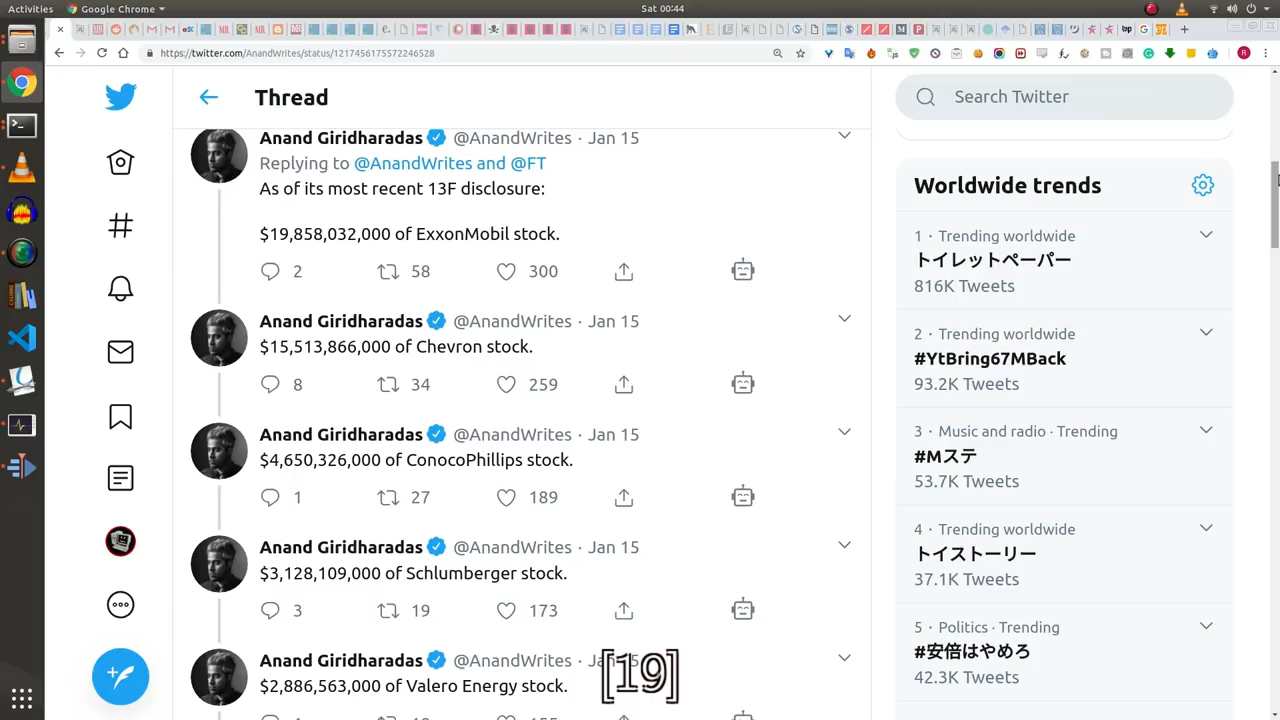 Activities
Google Chrome
Sat 00:44
https://twitter.com/AnandWrites/status/1217456175572246528
Thread
Anand Giridharadas @AnandWrites · Jan 15
Replying to @AnandWrites and @FT
As of its most recent 13F disclosure:
$19,858,032,000 of ExxonMobil stock.
2 58 300
Anand Giridharadas @AnandWrites · Jan 15
$15,513,866,000 of Chevron stock.
8 34 259
Anand Giridharadas @AnandWrites · Jan 15
$4,650,326,000 of ConocoPhillips stock.
1 27 189
Anand Giridharadas @AnandWrites · Jan 15
$3,128,109,000 of Schlumberger stock.
3 19 173
Anand Giridharadas @AnandWrites · Jan 15
$2,886,563,000 of Valero Energy stock.
[19]
Search Twitter
Worldwide trends
1 · Trending worldwide
トイレットペーパー
816K Tweets
2 · Trending worldwide
#YtBring67MBack
93.2K Tweets
3 · Music and radio · Trending
#Mステ
53.7K Tweets
4 · Trending worldwide
トイストーリー
37.1K Tweets
5 · Politics · Trending
#安倍はやめろ
42.3K Tweets